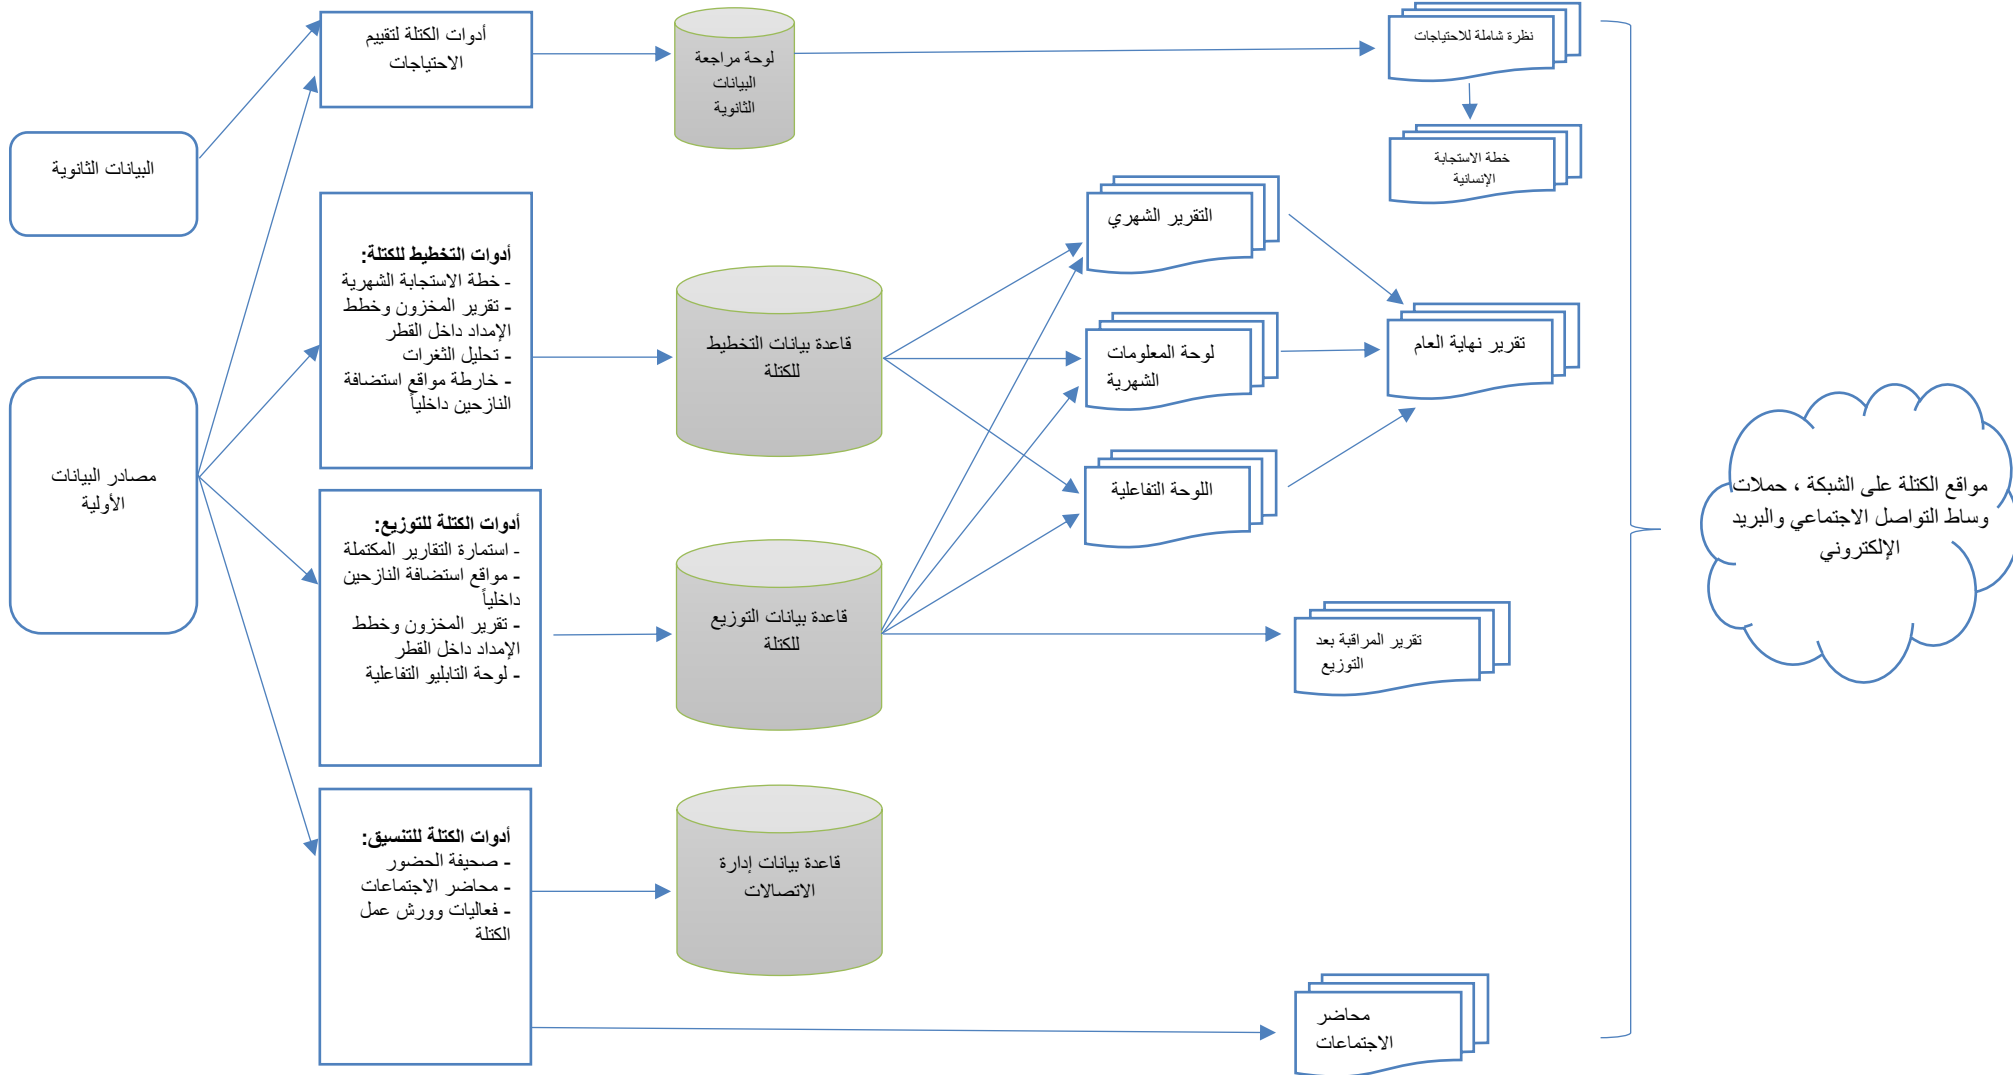 أدوات الكتلة لتقييم
الاحتياجات
لوحة مراجعة
البيانات
الثانوية
نظرة شاملة للاحتياجات
خطة الاستجابة
الإنسانية
البيانات الثانوية
مصادر البيانات
الأولية
أدوات التخطيط للكتلة:
- خطة الاستجابة الشهرية
- تقرير المخزون وخطط
الإمداد داخل القطر
- تحليل الثغرات
- خارطة مواقع استضافة
النازحين داخلياً
قاعدة بيانات التخطيط
للكتلة
التقرير الشهري
لوحة المعلومات
الشهرية
اللوحة التفاعلية
تقرير نهاية العام
أدوات الكتلة للتوزيع:
- استمارة التقارير المكتملة
- مواقع استضافة النازحين
داخلياً
- تقرير المخزون وخطط
الإمداد داخل القطر
- لوحة التابليو التفاعلية
قاعدة بيانات التوزيع
للكتلة
تقرير المراقبة بعد
التوزيع
أدوات الكتلة للتنسيق:
- صحيفة الحضور
- محاضر الاجتماعات
- فعاليات وورش عمل
الكتلة
قاعدة بيانات إدارة
الاتصالات
محاضر
الاجتماعات
مواقع الكتلة على الشبكة ، حملات
وساط التواصل الاجتماعي والبريد
الإلكتروني